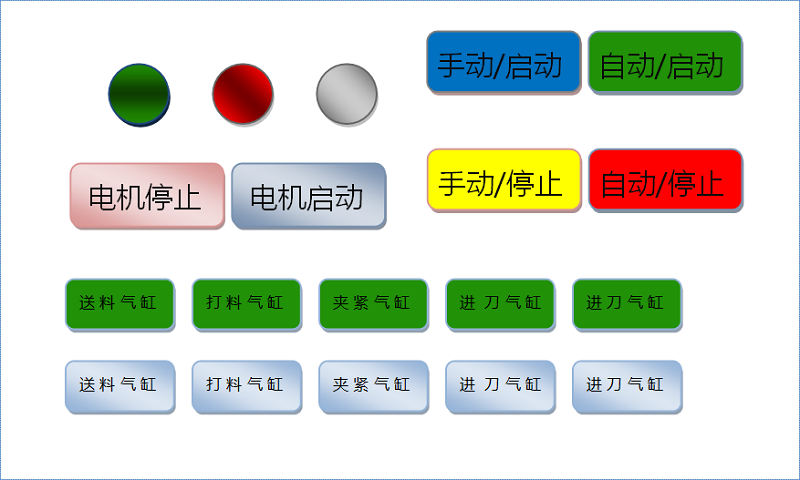 手动/启动 自动/启动
电机停止 电机启动
手动/停止 自动/停止
送料气缸 打料气缸 夹紧气缸 进 刀气缸 进刀气缸
送料气缸 打料气缸 夹紧气缸 进 刀气缸 进刀气缸